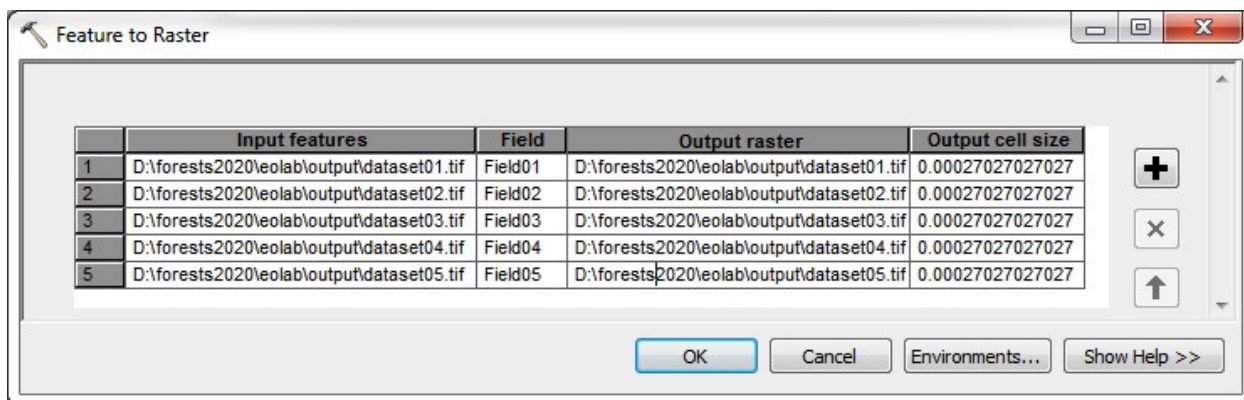 Feature to Raster
Input features Field Output raster Output cell size
1 D:\forests2020\eolab\output\dataset01.tif Field01 D:\forests2020\eolab\output\dataset01.tif 0.00027027027027
2 D:\forests2020\eolab\output\dataset02.tif Field02 D:\forests2020\eolab\output\dataset02.tif 0.00027027027027
3 D:\forests2020\eolab\output\dataset03.tif Field03 D:\forests2020\eolab\output\dataset03.tif 0.00027027027027
4 D:\forests2020\eolab\output\dataset04.tif Field04 D:\forests2020\eolab\output\dataset04.tif 0.00027027027027
5 D:\forests2020\eolab\output\dataset05.tif Field05 D:\forests2020\eolab\output\dataset05.tif 0.00027027027027
OK Cancel Environments... Show Help >>